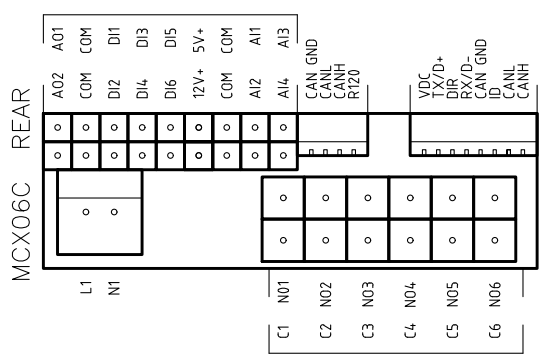 AO1 COM DI1 DI3 DI5 5V+ COM AI1 AI3
AO2 COM DI2 DI4 DI6 12V+ COM AI2 AI4
CAN GND
CANL
CANH
R120
VDC
TX/D+
DIR
RX/D-
CAN GND
ID
CANL
CANH
MCX06C REAR
L1 N1
NO1 NO2 NO3 NO4 NO5 NO6
C1 C2 C3 C4 C5 C6